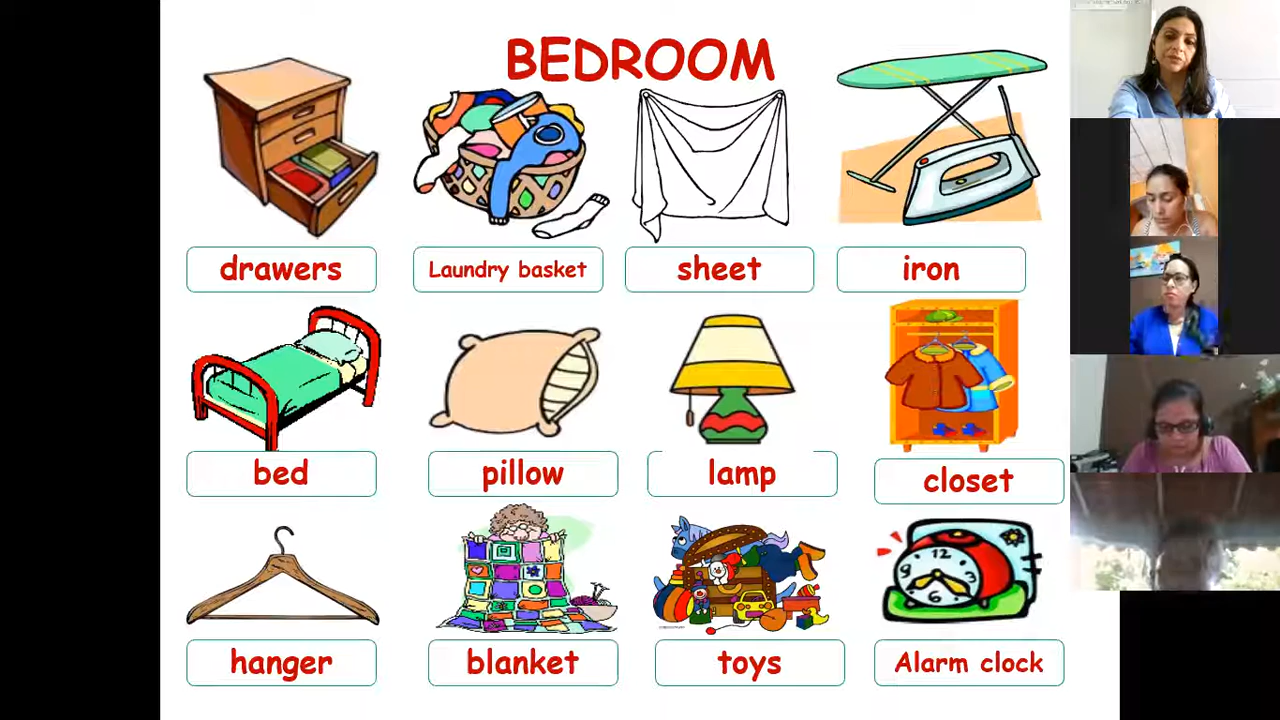 BEDROOM
drawers
Laundry basket
sheet
iron
bed
pillow
lamp
closet
hanger
blanket
toys
Alarm clock